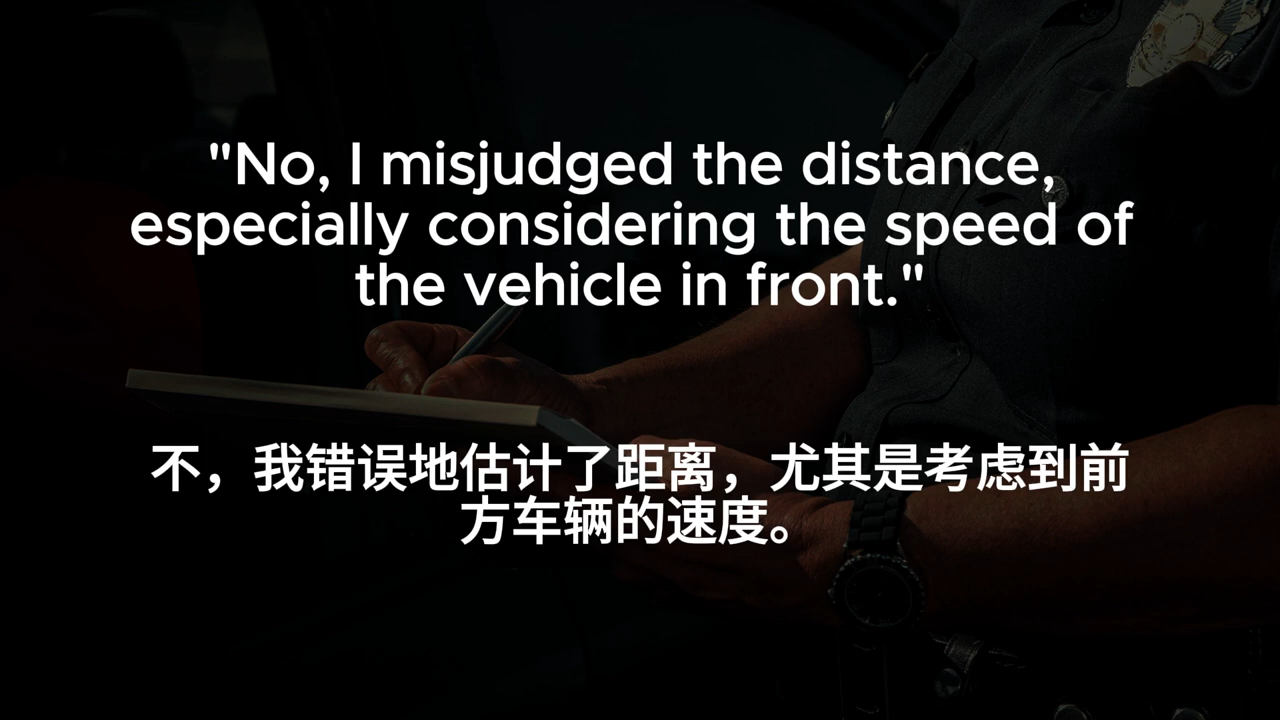 "No, I misjudged the distance,
especially considering the speed of
the vehicle in front."
不，我错误地估计了距离，尤其是考虑到前
方车辆的速度。